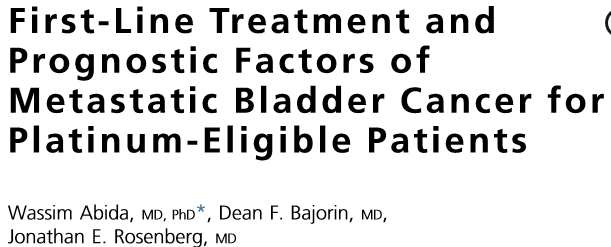 First-Line Treatment and
Prognostic Factors of
Metastatic Bladder Cancer for
Platinum-Eligible Patients
Wassim Abida, MD, PhD*, Dean F. Bajorin, MD,
Jonathan E. Rosenberg, MD